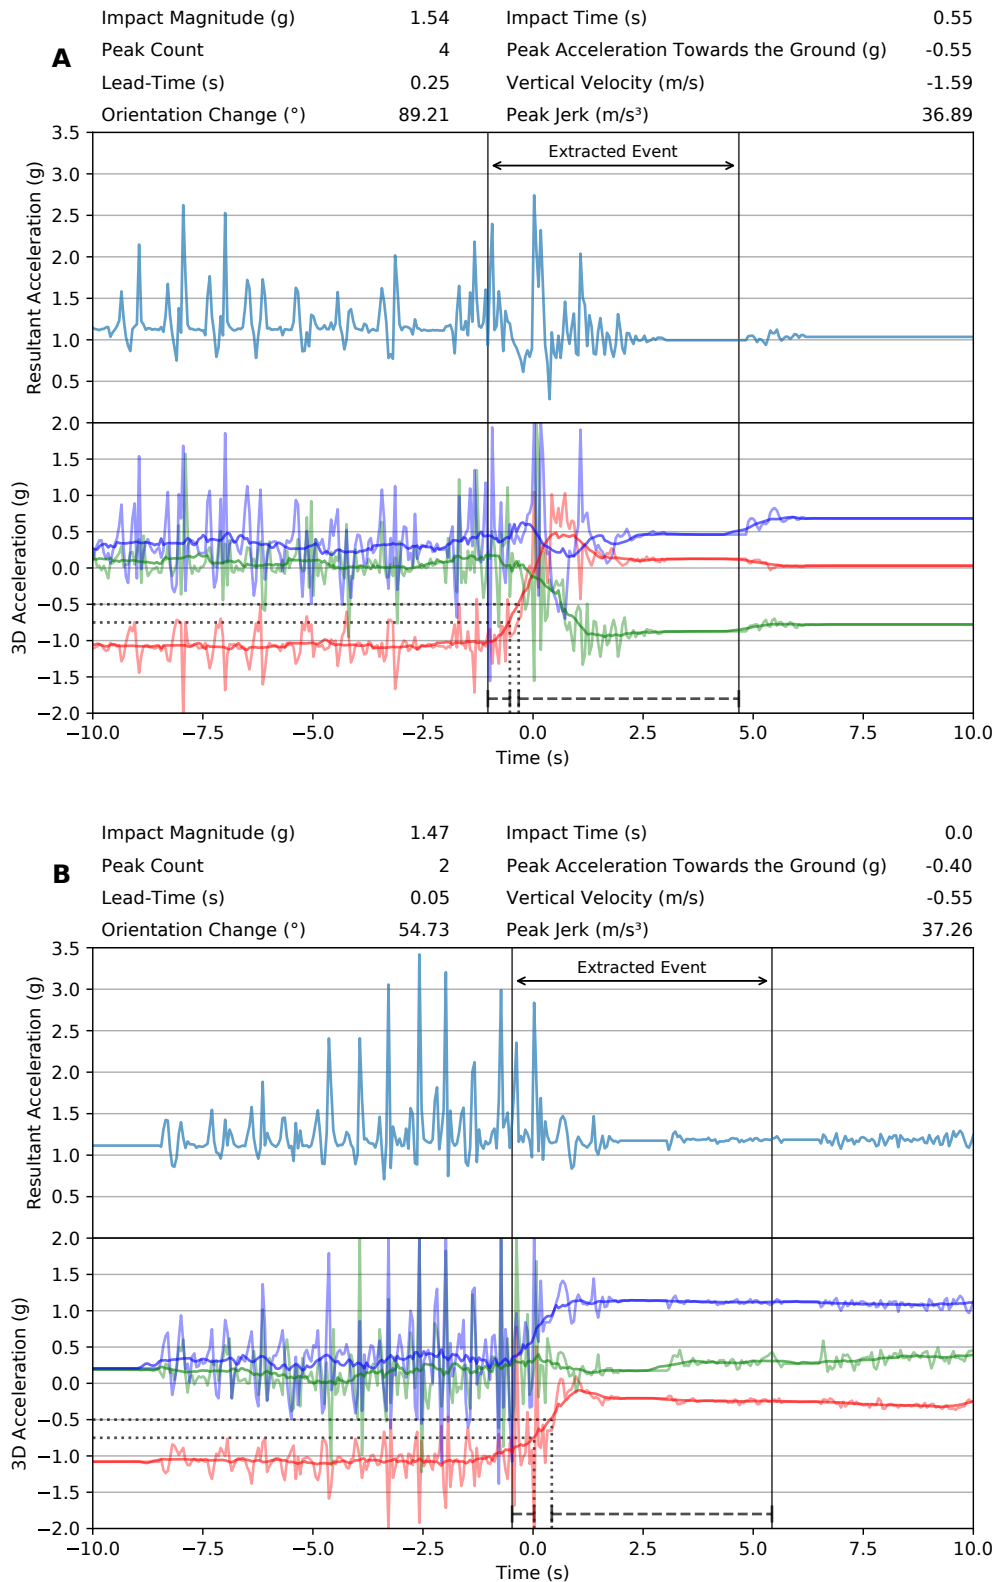 Impact Magnitude (g) 1.54 Impact Time (s) 0.55
A Peak Count 4 Peak Acceleration Towards the Ground (g) -0.55
Lead-Time (s) 0.25 Vertical Velocity (m/s) -1.59
Orientation Change (°) 89.21 Peak Jerk (m/s³) 36.89
Extracted Event
Resultant Acceleration (g)
3.5
3.0
2.5
2.0
1.5
1.0
0.5
3D Acceleration (g)
2.0
1.5
1.0
0.5
0.0
−0.5
−1.0
−1.5
−2.0
−10.0 −7.5 −5.0 −2.5 0.0 2.5 5.0 7.5 10.0
Time (s)
Impact Magnitude (g) 1.47 Impact Time (s) 0.0
B Peak Count 2 Peak Acceleration Towards the Ground (g) -0.40
Lead-Time (s) 0.05 Vertical Velocity (m/s) -0.55
Orientation Change (°) 54.73 Peak Jerk (m/s³) 37.26
Extracted Event
Resultant Acceleration (g)
3.5
3.0
2.5
2.0
1.5
1.0
0.5
3D Acceleration (g)
2.0
1.5
1.0
0.5
0.0
−0.5
−1.0
−1.5
−2.0
−10.0 −7.5 −5.0 −2.5 0.0 2.5 5.0 7.5 10.0
Time (s)